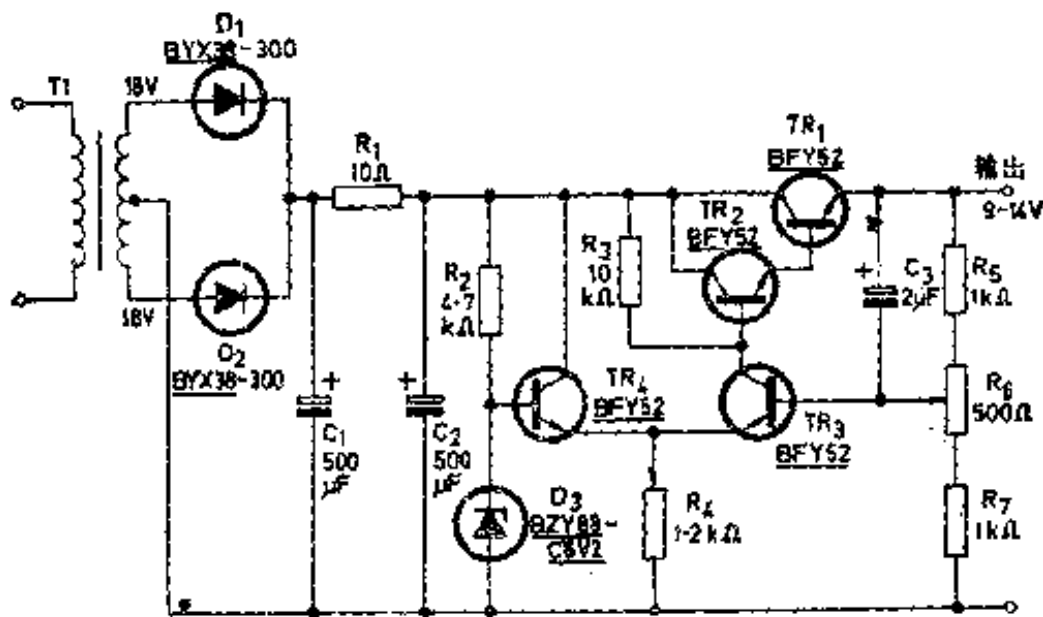 D1
BYX38-300
T1
18V
R1
10Ω
TR1
BFY52
输出
9-14V
TR2
BFY52
R2
4·7
kΩ
R3
10
kΩ
C3
2μF
R5
1kΩ
18V
D2
BYX38-300
TR4
BFY52
R6
500Ω
TR3
BFY52
C1
500
μF
C2
500
μF
D3
BZY88-
R4
1·2kΩ
R7
1kΩ